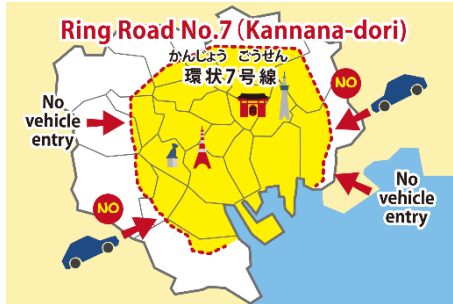 Ring Road No.7 (Kannana-dori)
かんじょう ごうせん
環状7号線
NO
No
vehicle
entry
No
vehicle
entry
NO